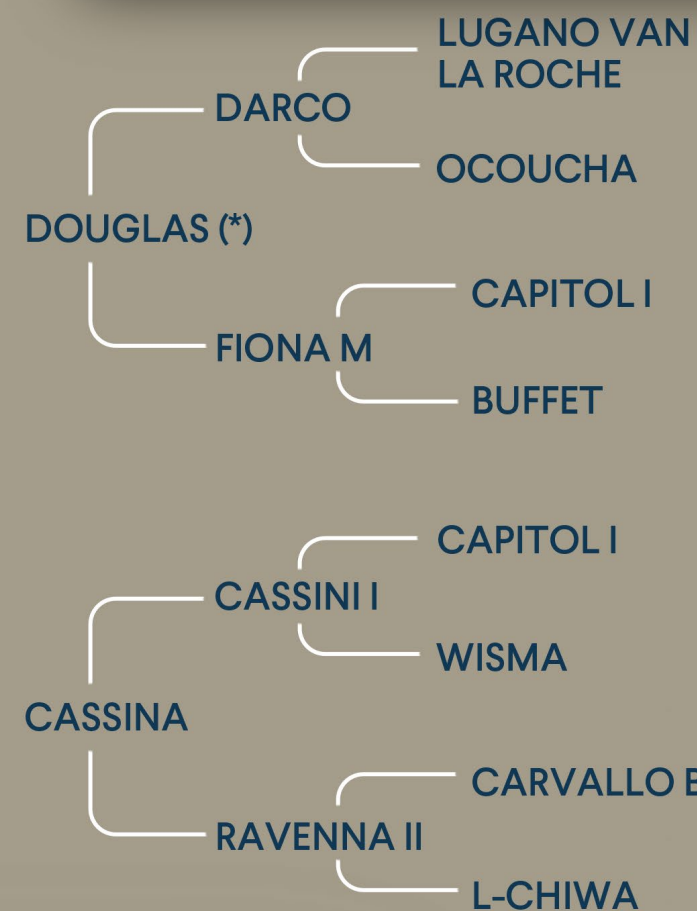 LUGANO VAN
LA ROCHE
DARCO
OCOUCHA
DOUGLAS (*)
CAPITOL I
FIONA M
BUFFET
CAPITOL I
CASSINI I
WISMA
CASSINA
CARVALLO B
RAVENNA II
L-CHIWA